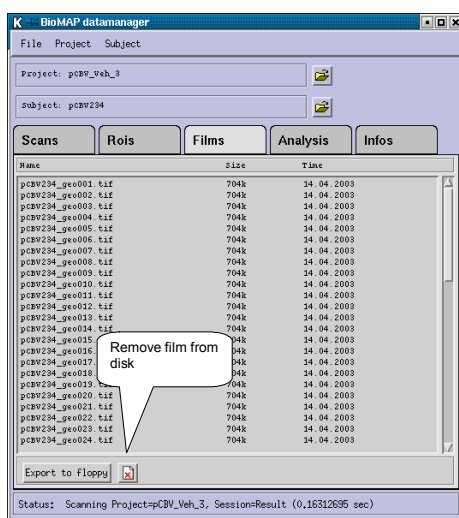 BioMAP datamanager
File Project Subject
Project: pCBV_Veh_3
Subject: pCBV234
Scans Rois Films Analysis Infos
Name Size Time
pCBV234_geo001.tif 704k 14.04.2003
pCBV234_geo002.tif 704k 14.04.2003
pCBV234_geo003.tif 704k 14.04.2003
pCBV234_geo004.tif 704k 14.04.2003
pCBV234_geo005.tif 704k 14.04.2003
pCBV234_geo006.tif 704k 14.04.2003
pCBV234_geo007.tif 704k 14.04.2003
pCBV234_geo008.tif 704k 14.04.2003
pCBV234_geo009.tif 704k 14.04.2003
pCBV234_geo010.tif 704k 14.04.2003
pCBV234_geo011.tif 704k 14.04.2003
pCBV234_geo012.tif 704k 14.04.2003
pCBV234_geo013.tif 704k 14.04.2003
pCBV234_geo014.tif 704k 14.04.2003
pCBV234_geo015.tif 04k 14.04.2003
pCBV234_geo016. 04k 14.04.2003
pCBV234_geo017. 04k 14.04.2003
pCBV234_geo018. 04k 14.04.2003
pCBV234_geo019.tif 704k 14.04.2003
pCBV234_geo020.tif 704k 14.04.2003
pCBV234_geo021.tif 704k 14.04.2003
pCBV234_geo022.tif 704k 14.04.2003
pCBV234_geo023.tif 704k 14.04.2003
pCBV234_geo024.tif 704k 14.04.2003
Remove film from
disk
Export to floppy
Status: Scanning Project=pCBV_Veh_3, Session=Result (0.16312695 sec)